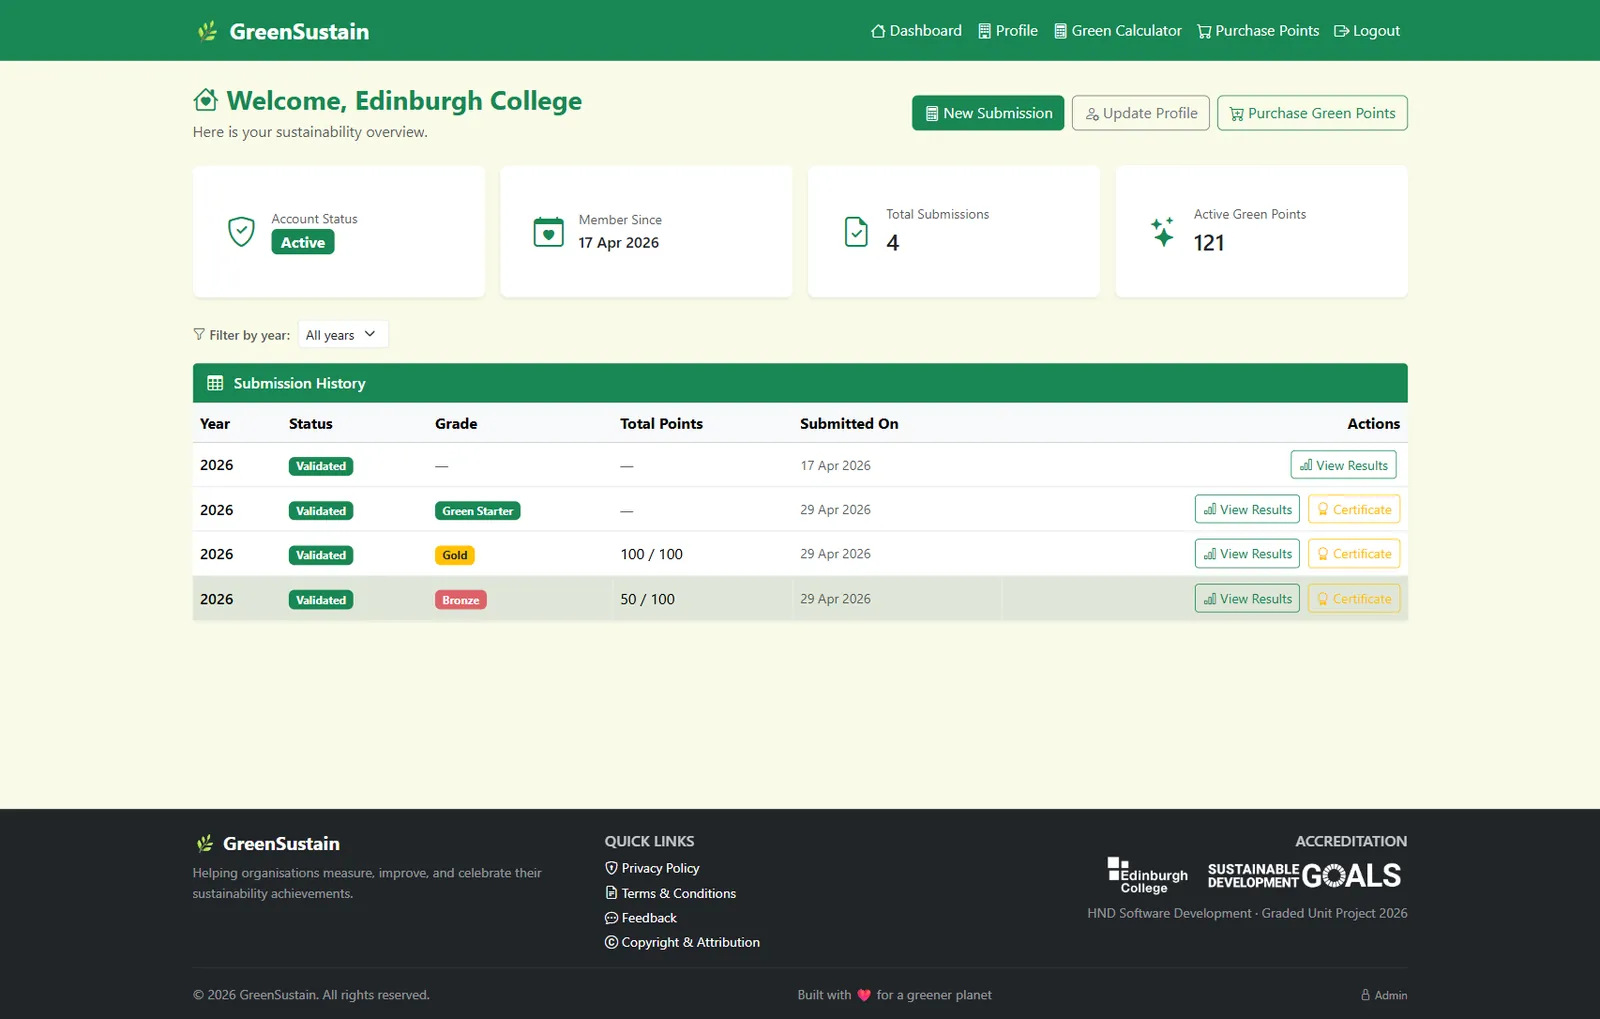 GreenSustain
Dashboard Profile Green Calculator Purchase Points Logout
Welcome, Edinburgh College
Here is your sustainability overview.
New Submission Update Profile Purchase Green Points
Account Status
Active
Member Since
17 Apr 2026
Total Submissions
4
Active Green Points
121
Filter by year: All years
Submission History
Year Status Grade Total Points Submitted On Actions
2026 Validated — — 17 Apr 2026 View Results
2026 Validated Green Starter — 29 Apr 2026 View Results Certificate
2026 Validated Gold 100 / 100 29 Apr 2026 View Results Certificate
2026 Validated Bronze 50 / 100 29 Apr 2026 View Results Certificate
GreenSustain
Helping organisations measure, improve, and celebrate their
sustainability achievements.
QUICK LINKS
Privacy Policy
Terms & Conditions
Feedback
Copyright & Attribution
ACCREDITATION
Edinburgh
College
SUSTAINABLE
DEVELOPMENT
GOALS
HND Software Development · Graded Unit Project 2026
© 2026 GreenSustain. All rights reserved.
Built with ❤️ for a greener planet
Admin